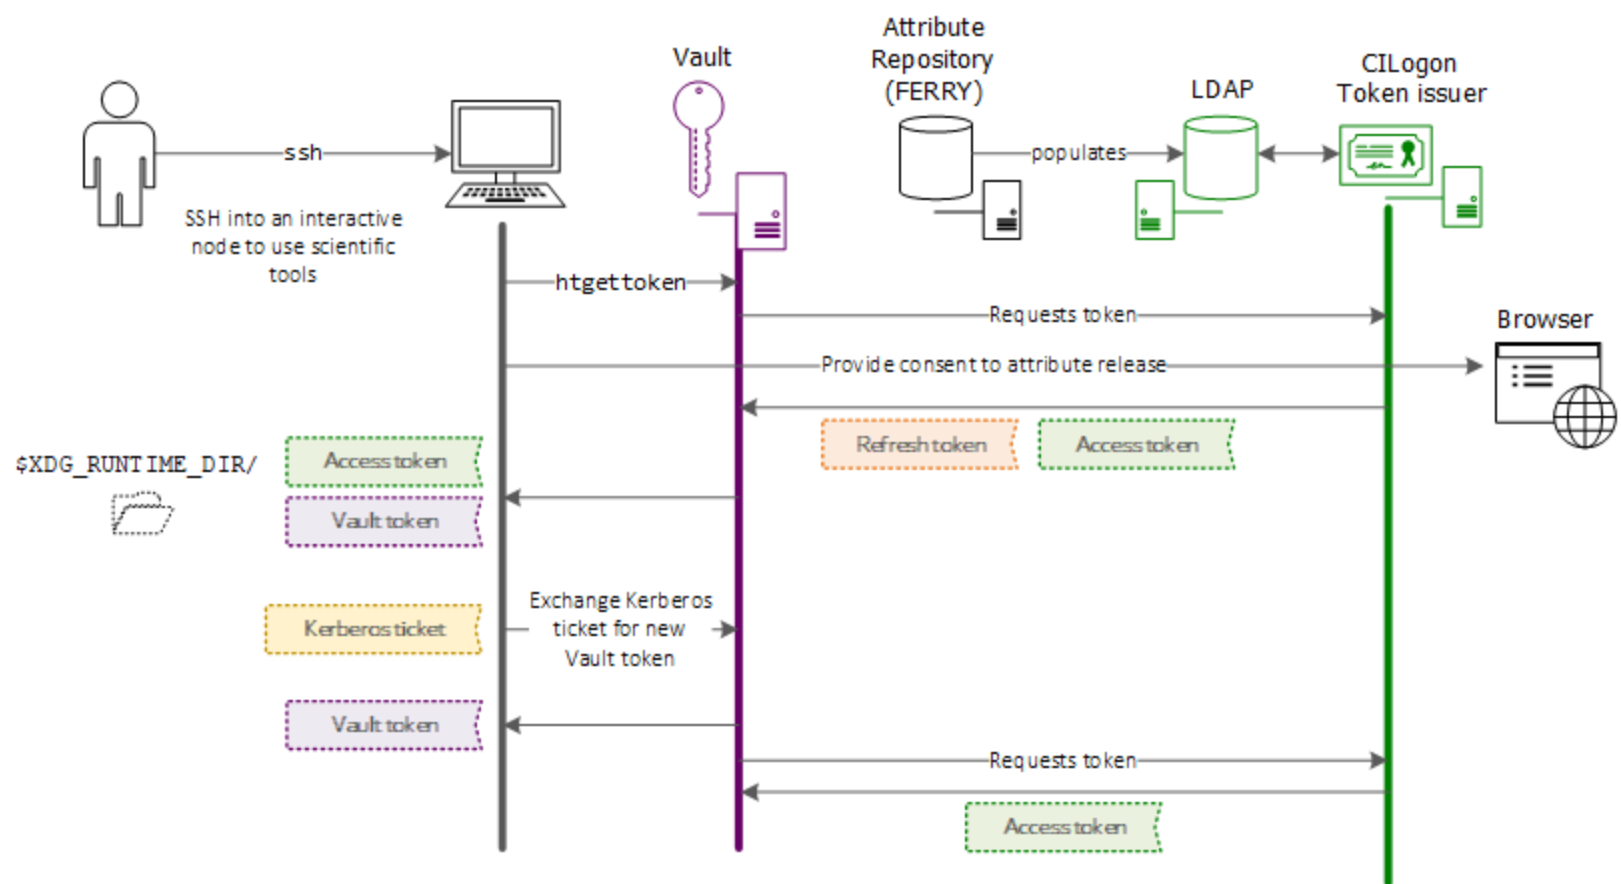 Attribute
Repository
(FERRY)
Vault
LDAP
CILogon
Token issuer
ssh
populates
SSH into an interactive
node to use scientific
tools
htgettoken
Requests token
Browser
Provide consent to attribute release
Refresh token
Access token
$XDG_RUNTIME_DIR/
Access token
Vault token
Exchange Kerberos
ticket for new
Vault token
Kerberos ticket
Vault token
Requests token
Access token